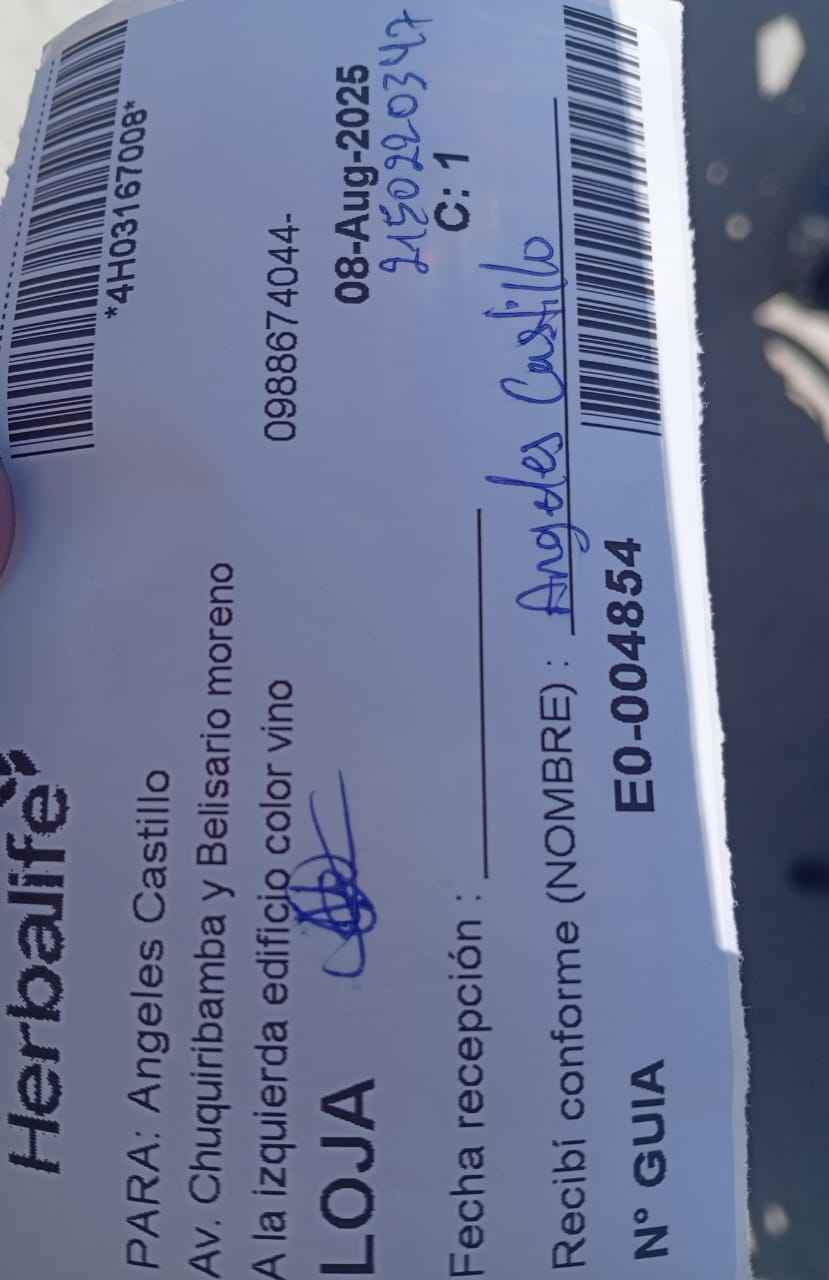 Herbalife
*4H03167008*
PARA: Angeles Castillo
Av. Chuquiribamba y Belisario moreno
A la izquierda edificio color vino
0988674044-
LOJA
08-Aug-2025
2150220347
C: 1
Fecha recepción :
Recibí conforme (NOMBRE) : Angeles Castillo
N° GUIA E0-004854